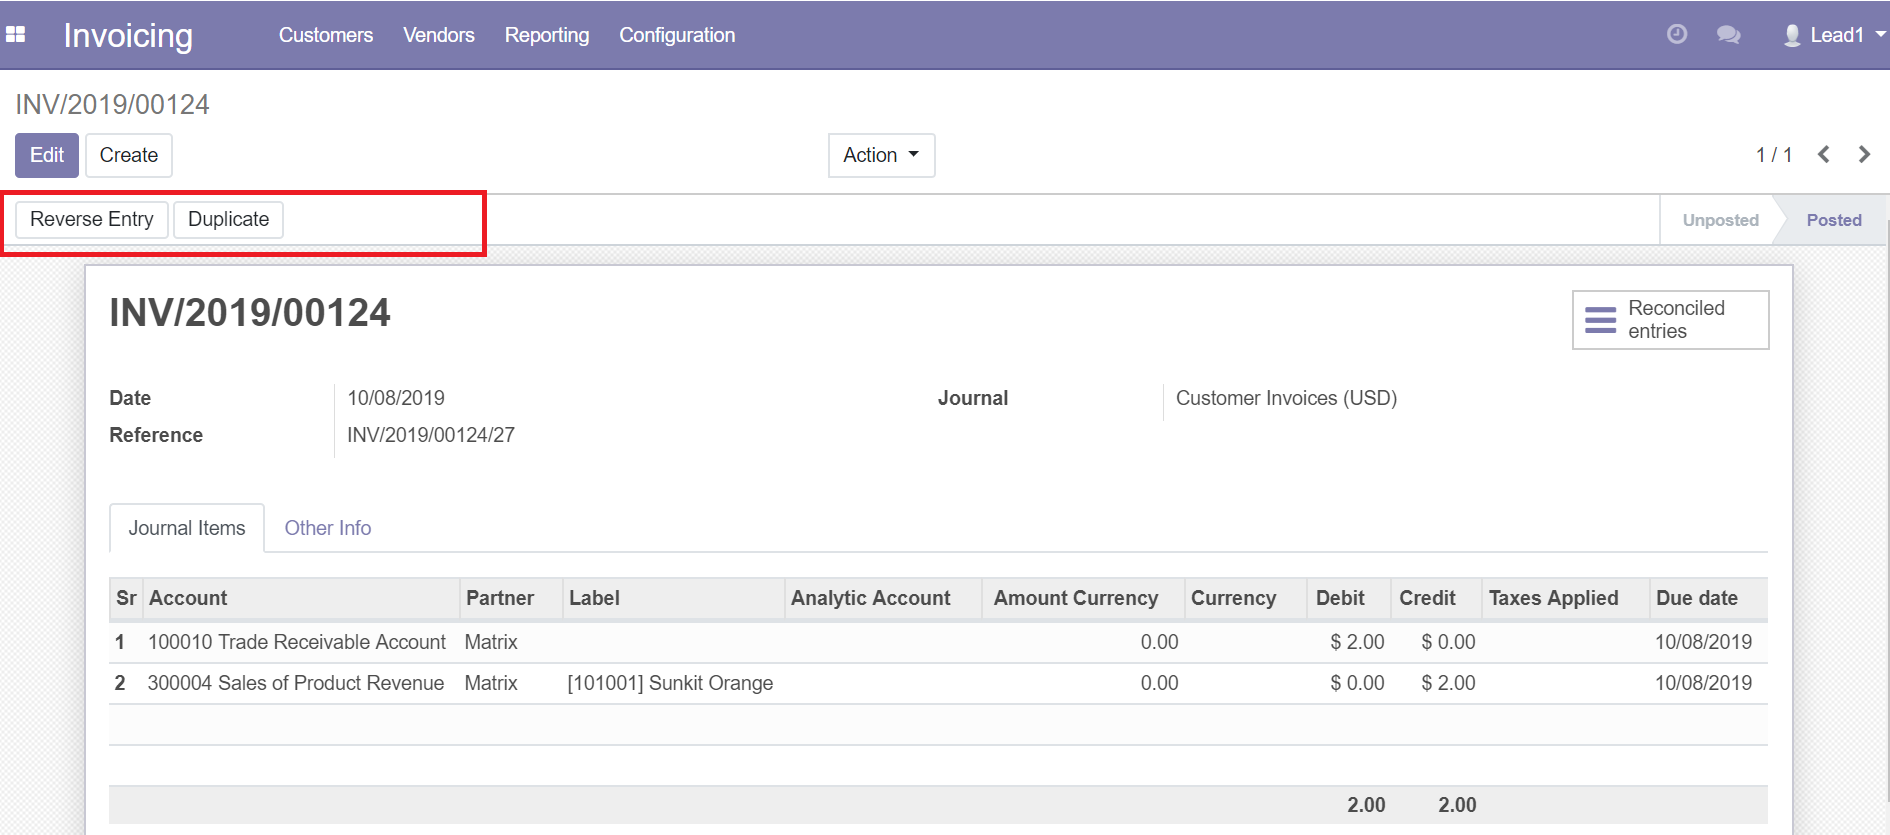 Invoicing Customers Vendors Reporting Configuration Lead1
INV/2019/00124
Edit Create Action 1 / 1
Reverse Entry Duplicate Unposted Posted
INV/2019/00124
Reconciled
entries
Date 10/08/2019 Journal Customer Invoices (USD)
Reference INV/2019/00124/27
Journal Items Other Info
Sr Account Partner Label Analytic Account Amount Currency Currency Debit Credit Taxes Applied Due date
1 100010 Trade Receivable Account Matrix 0.00 $ 2.00 $ 0.00 10/08/2019
2 300004 Sales of Product Revenue Matrix [101001] Sunkit Orange 0.00 $ 0.00 $ 2.00 10/08/2019
2.00 2.00